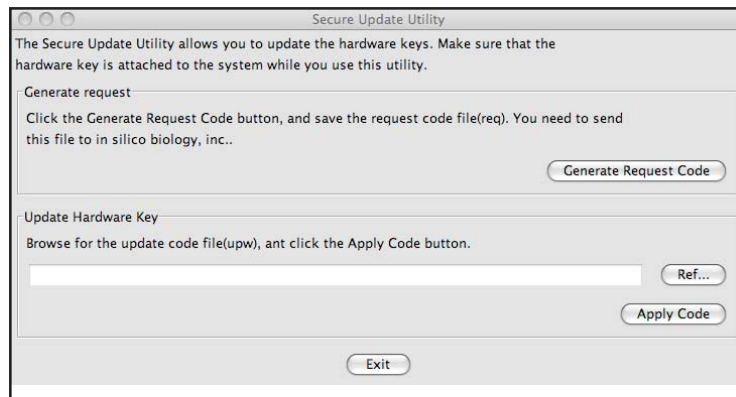 Secure Update Utility
The Secure Update Utility allows you to update the hardware keys. Make sure that the
hardware key is attached to the system while you use this utility.
Generate request
Click the Generate Request Code button, and save the request code file(req). You need to send
this file to in silico biology, inc..
Generate Request Code
Update Hardware Key
Browse for the update code file(upw), ant click the Apply Code button.
Ref...
Apply Code
Exit